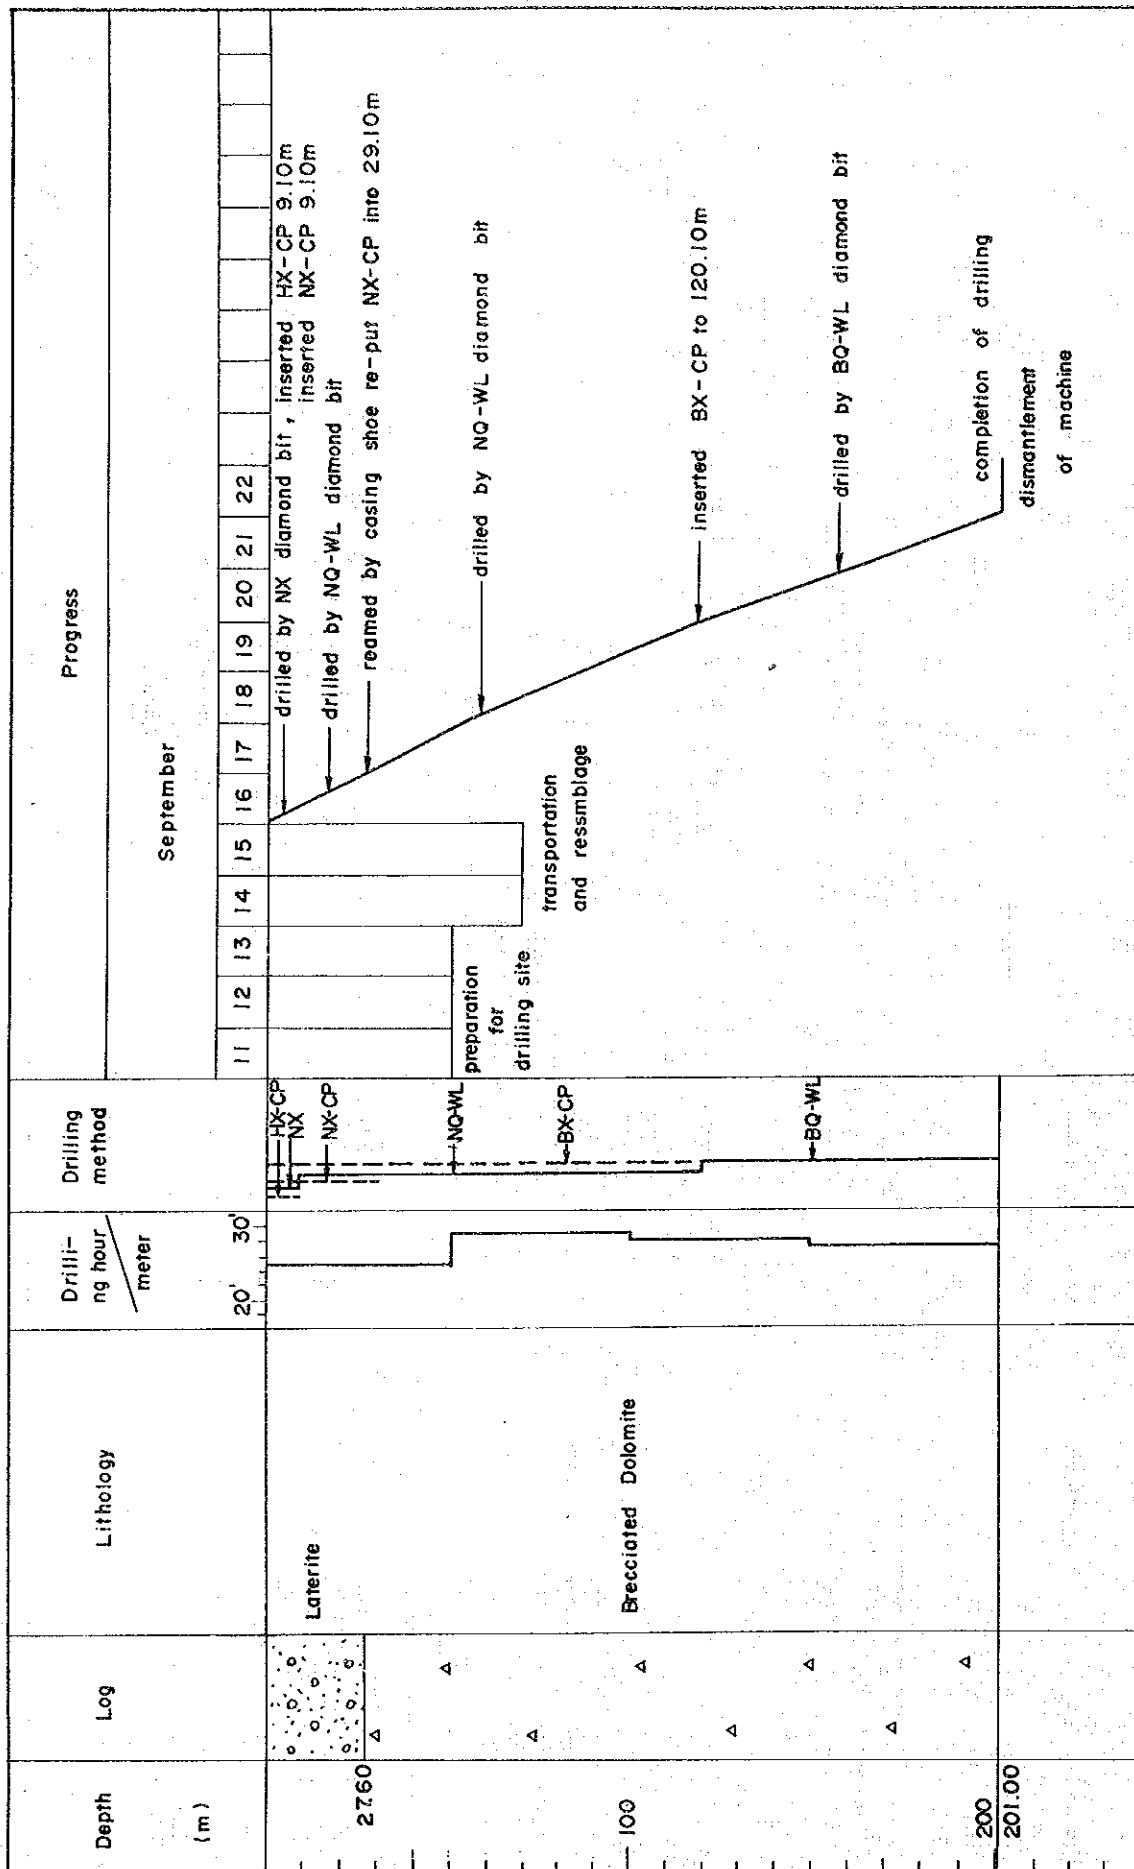 Depth
(m)
Log
Lithology
Drilli-
ng hour
meter
20'
30'
Drilling
method
Progress
September
11
12
13
14
15
16
17
18
19
20
21
22
27.60
100
200
201.00
Laterite
Brecciated Dolomite
HX-CP
NX
NX-CP
NQ-WL
BX-CP
BQ-WL
preparation
for
drilling site
transportation
and ressmblage
drilled by NX diamond bit, inserted HX-CP 9.10m
inserted NX-CP 9.10m
drilled by NQ-WL diamond bit
reamed by casing shoe re-put NX-CP into 29.10m
drilled by NQ-WL diamond bit
inserted BX-CP to 120.10m
drilled by BQ-WL diamond bit
completion of drilling
dismantlement
of machine